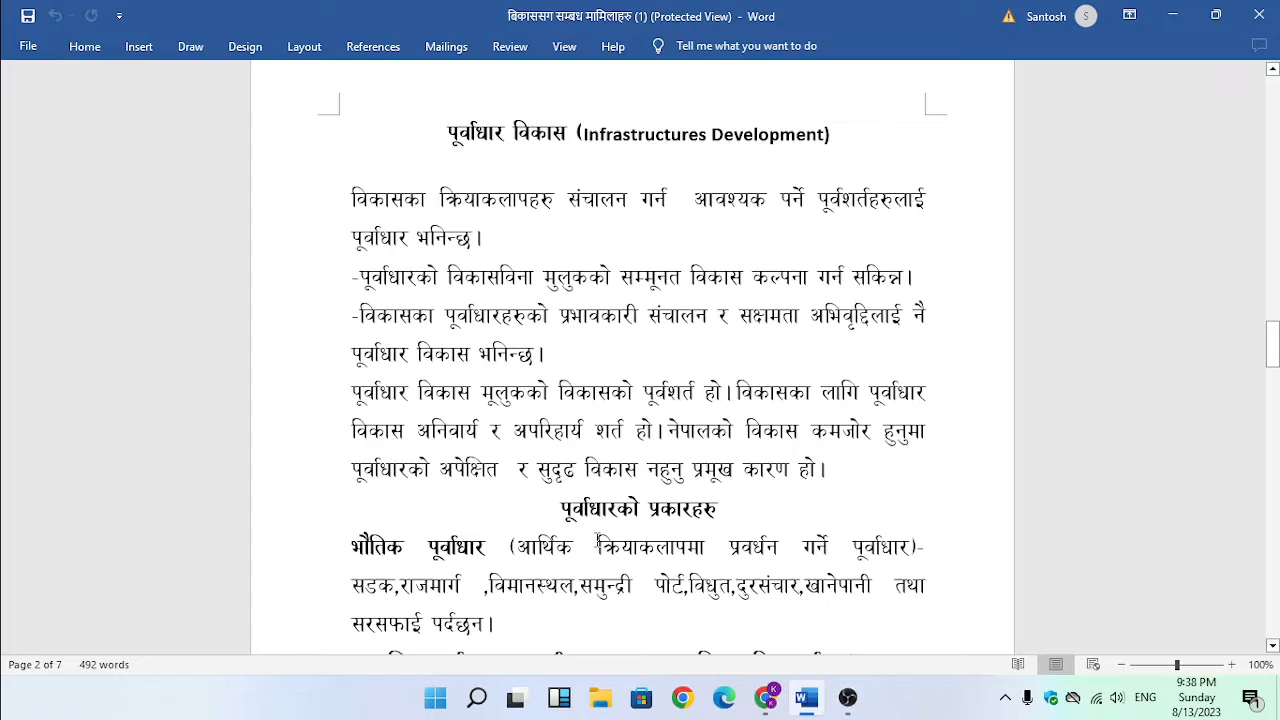 बिकाससग सम्बध मामिलाहरु (1) (Protected View) - Word
Santosh
S
File Home Insert Draw Design Layout References Mailings Review View Help Tell me what you want to do
पूर्वाधार विकास (Infrastructures Development)
विकासका क्रियाकलापहरु संचालन गर्न आवश्यक पर्ने पूर्वशर्तहरुलाई
पूर्वाधार भनिन्छ।
-पूर्वाधारको विकासविना मुलुकको सम्मूनत विकास कल्पना गर्न सकिन्न।
-विकासका पूर्वाधारहरुको प्रभावकारी संचालन र सक्षमता अभिवृद्दिलाई नै
पूर्वाधार विकास भनिन्छ।
पूर्वाधार विकास मूलुकको विकासको पूर्वशर्त हो।विकासका लागि पूर्वाधार
विकास अनिवार्य र अपरिहार्य शर्त हो।नेपालको विकास कमजोर हुनुमा
पूर्वाधारको अपेक्षित र सुदृढ विकास नहुनु प्रमूख कारण हो।
पूर्वाधारको प्रकारहरु
भौतिक पूर्वाधार (आर्थिक क्रियाकलापमा प्रवर्धन गर्ने पूर्वाधार)-
सडक,राजमार्ग ,विमानस्थल,समुन्द्री पोर्ट,विधुत,दुरसंचार,खानेपानी तथा
सरसफाई पर्दछन।
Page 2 of 7 492 words
100%
ENG
9:38 PM
Sunday
8/13/2023